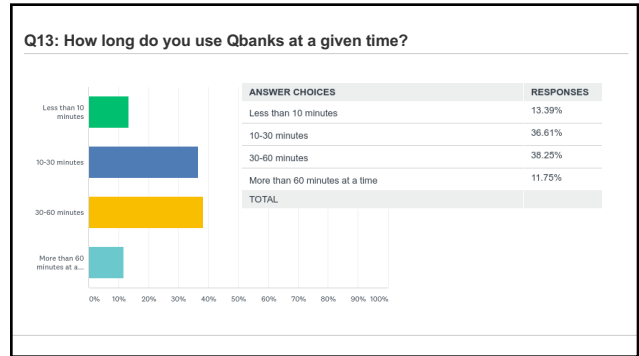 Q13: How long do you use Qbanks at a given time?
Less than 10
minutes
10-30 minutes
30-60 minutes
More than 60
minutes at a...
0% 10% 20% 30% 40% 50% 60% 70% 80% 90% 100%
ANSWER CHOICES RESPONSES
Less than 10 minutes 13.39%
10-30 minutes 36.61%
30-60 minutes 38.25%
More than 60 minutes at a time 11.75%
TOTAL